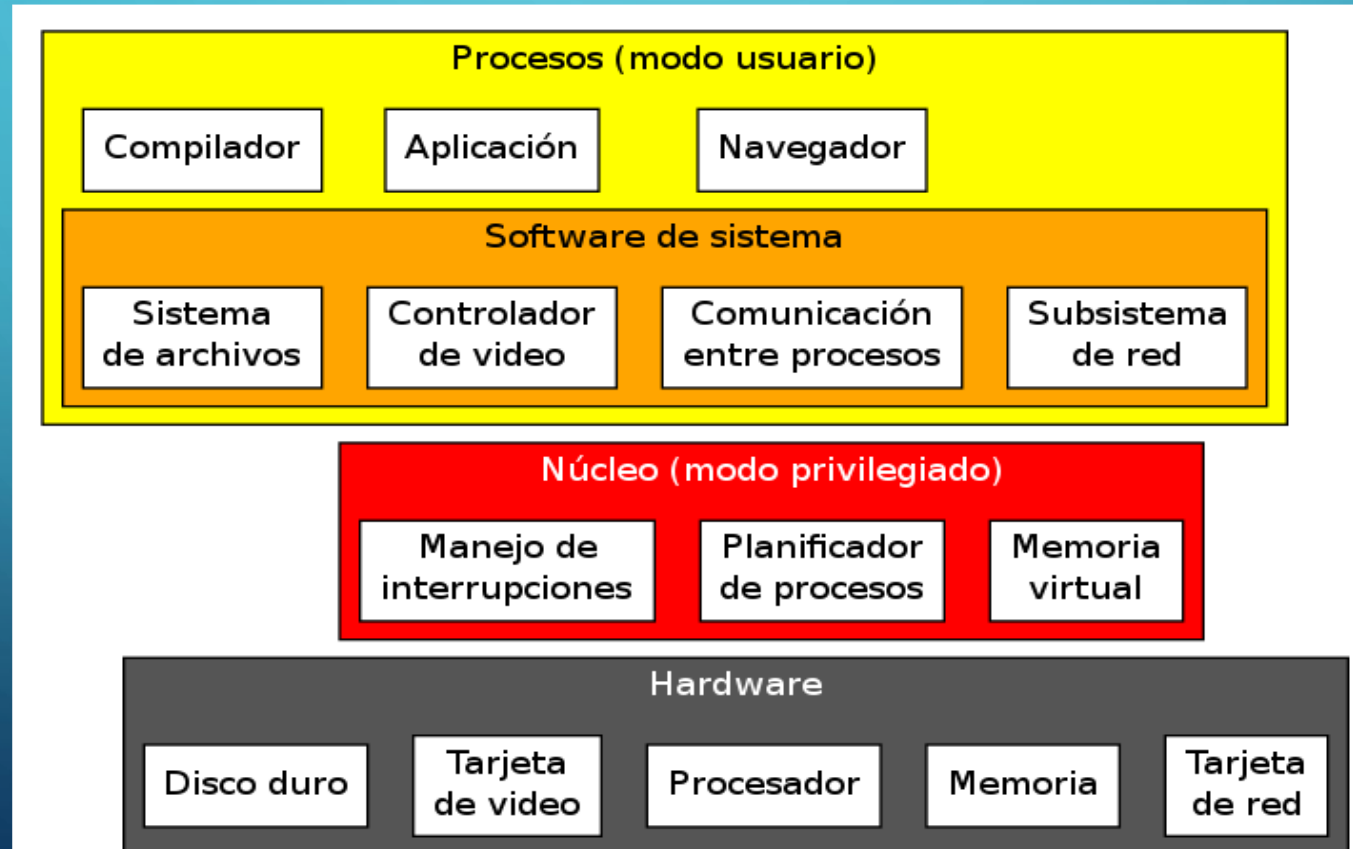 Procesos (modo usuario)
Compilador
Aplicación
Navegador
Software de sistema
Sistema
de archivos
Controlador
de video
Comunicación
entre procesos
Subsistema
de red
Núcleo (modo privilegiado)
Manejo de
interrupciones
Planificador
de procesos
Memoria
virtual
Hardware
Disco duro
Tarjeta
de video
Procesador
Memoria
Tarjeta
de red